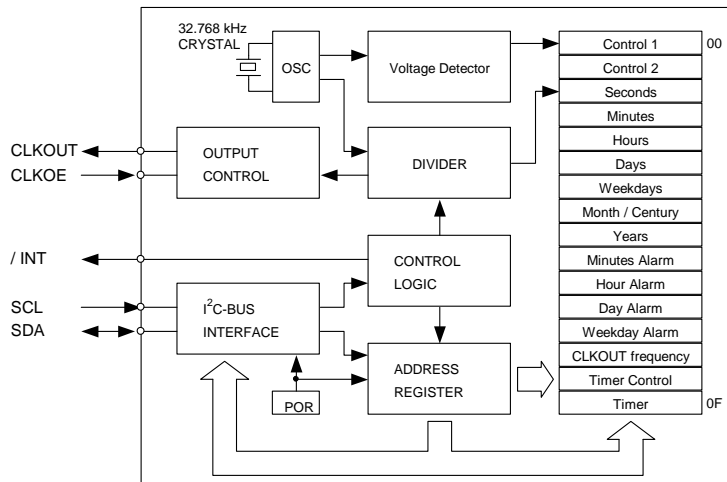 32.768 kHz
CRYSTAL
OSC
Voltage Detector
Control 1
00
Control 2
Seconds
Minutes
Hours
Days
Weekdays
Month / Century
Years
Minutes Alarm
Hour Alarm
Day Alarm
Weekday Alarm
CLKOUT frequency
Timer Control
Timer
0F
CLKOUT
CLKOE
OUTPUT
CONTROL
DIVIDER
/ INT
CONTROL
LOGIC
SCL
SDA
I²C-BUS
INTERFACE
ADDRESS
REGISTER
POR